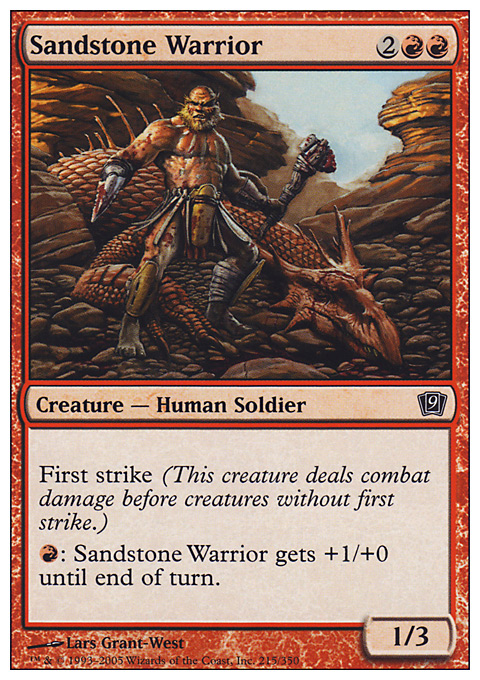 Sandstone Warrior 2
Creature — Human Soldier 9
First strike (This creature deals combat
damage before creatures without first
strike.)
: Sandstone Warrior gets +1/+0
until end of turn.
1/3
Lars Grant-West
™ & © 1993–2005 Wizards of the Coast, Inc. 215/350